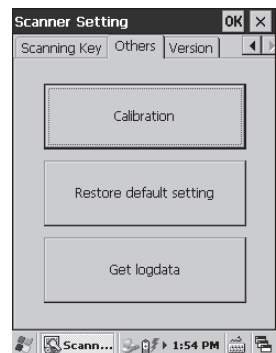 Scanner Setting OK ×
Scanning Key Others Version
Calibration
Restore default setting
Get logdata
Scann... 1:54 PM